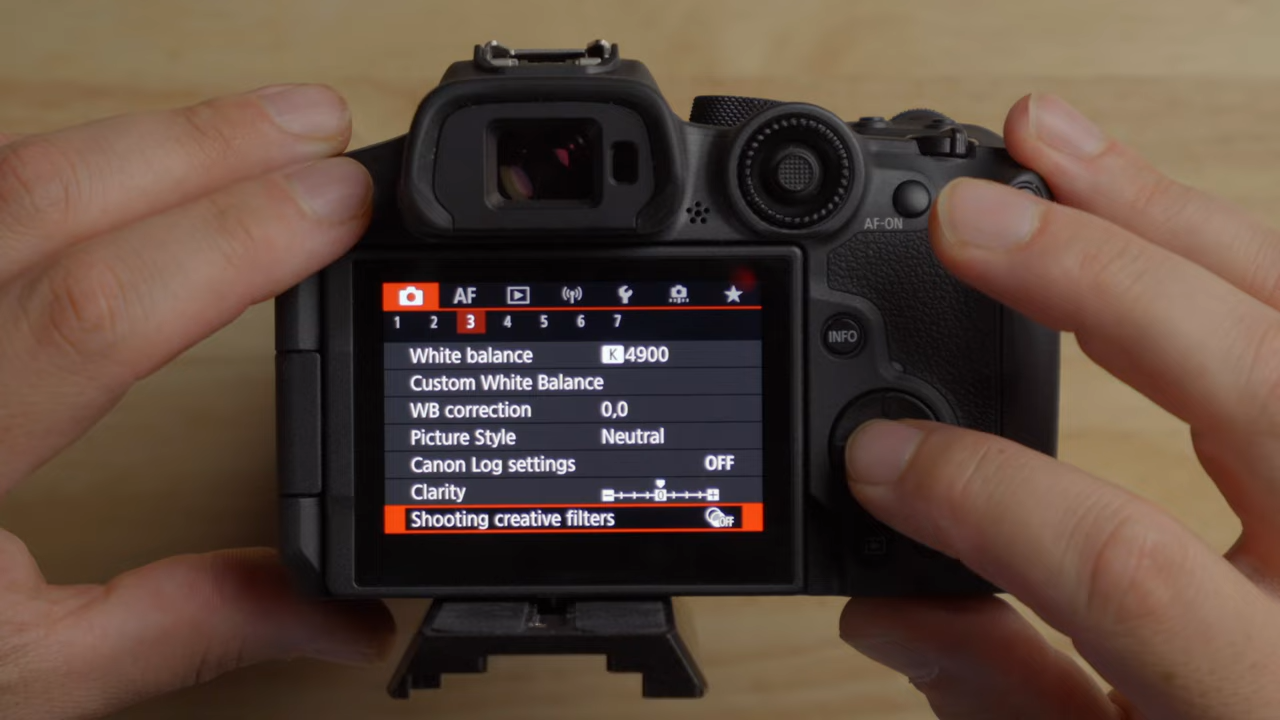 AF-ON
AF
1 2 3 4 5 6 7
White balance K 4900
Custom White Balance
WB correction 0,0
Picture Style Neutral
Canon Log settings OFF
Clarity 0
Shooting creative filters OFF
INFO